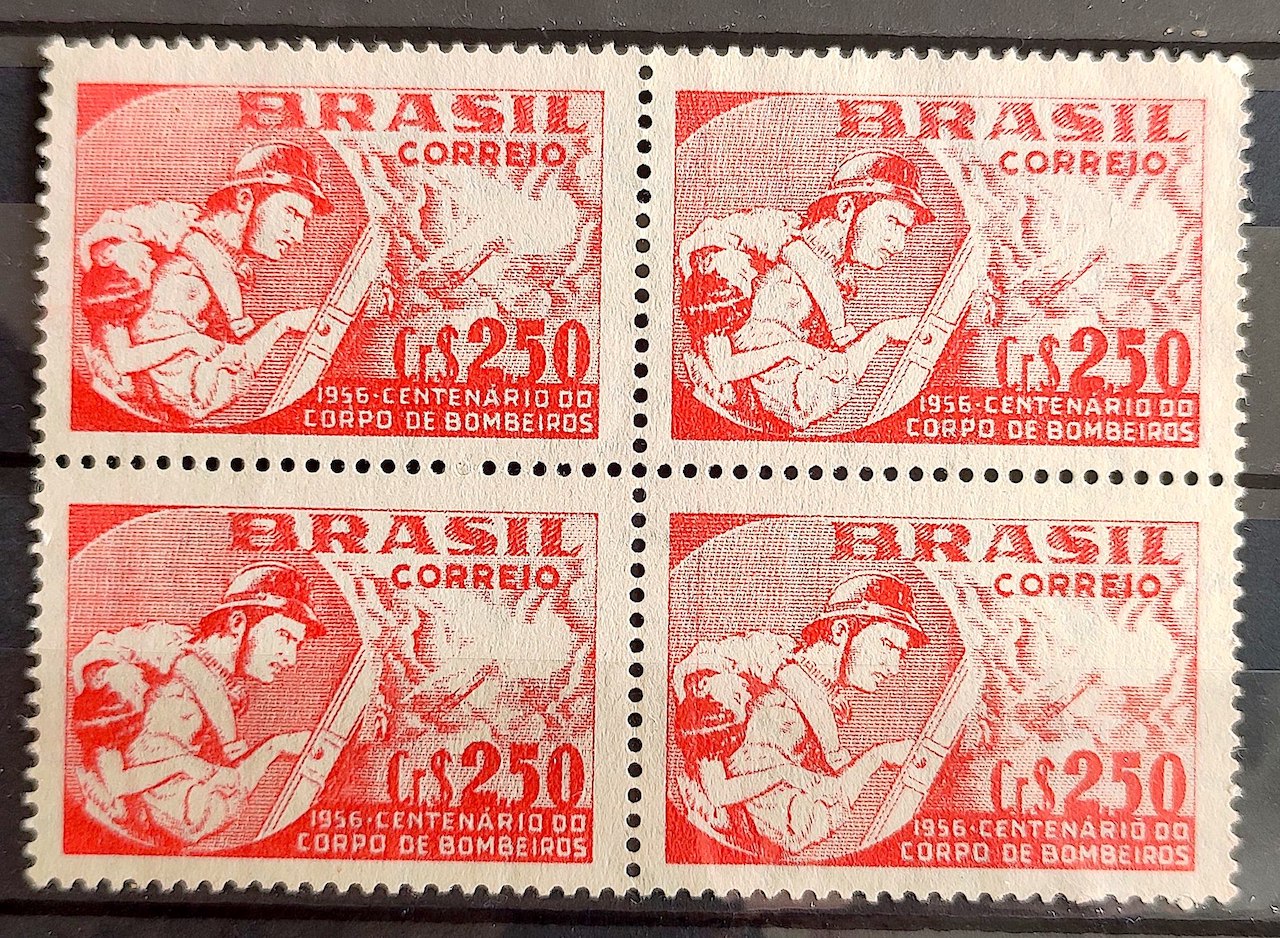 BRASIL
CORREIO
Cr$ 2,50
1956·CENTENÁRIO DO
CORPO DE BOMBEIROS
BRASIL
CORREIO
Cr$ 2,50
1956·CENTENÁRIO DO
CORPO DE BOMBEIROS
BRASIL
CORREIO
Cr$ 2,50
1956·CENTENÁRIO DO
CORPO DE BOMBEIROS
BRASIL
CORREIO
Cr$ 2,50
1956·CENTENÁRIO DO
CORPO DE BOMBEIROS